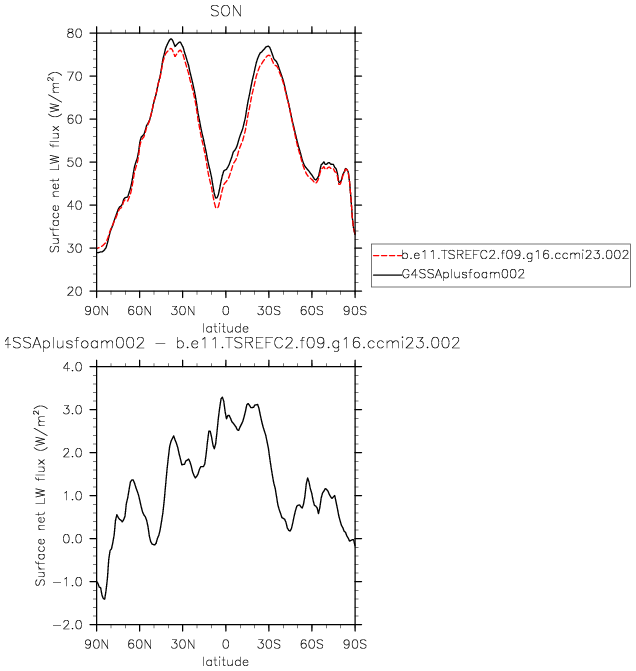 SON
80
70
60
50
40
30
20
Surface net LW flux (W/m²)
90N 60N 30N 0 30S 60S 90S
latitude
b.e11.TSREFC2.f09.g16.ccmi23.002
G4SSAplusfoam002
4SSAplusfoam002 − b.e11.TSREFC2.f09.g16.ccmi23.002
4.0
3.0
2.0
1.0
0.0
−1.0
−2.0
Surface net LW flux (W/m²)
90N 60N 30N 0 30S 60S 90S
latitude